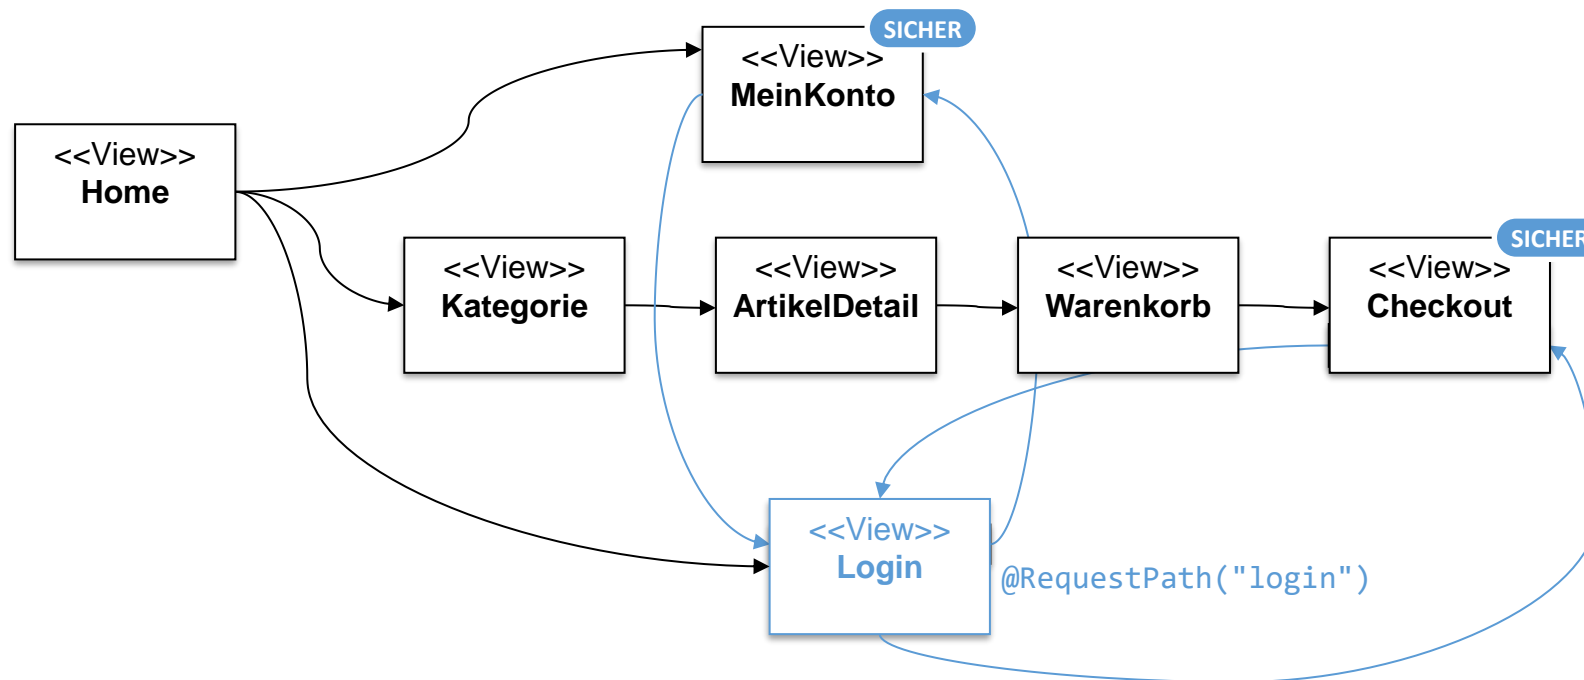 SICHER
<<View>>
MeinKonto
<<View>>
Home
SICHER
<<View>>
Kategorie
<<View>>
ArtikelDetail
<<View>>
Warenkorb
<<View>>
Checkout
<<View>>
Login
@RequestPath("login")